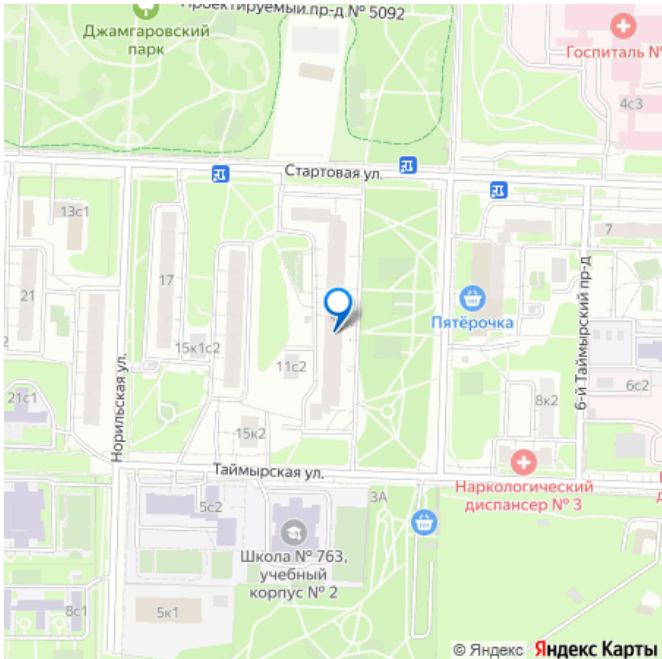 Проектируемый пр-д № 5092
Джамгаровский
парк
Госпиталь №
4с3
Стартовая ул.
13с1
7
17
21
Пятёрочка
15к1с2
11с2
6-й Таймырский пр-д
6с2
Норильская ул.
21с1
8к2
15к2
Таймырская ул.
Наркологический
диспансер № 3
3А
5с2
Школа № 763,
учебный
корпус № 2
8с1
5к1
© Яндекс Яндекс Карты